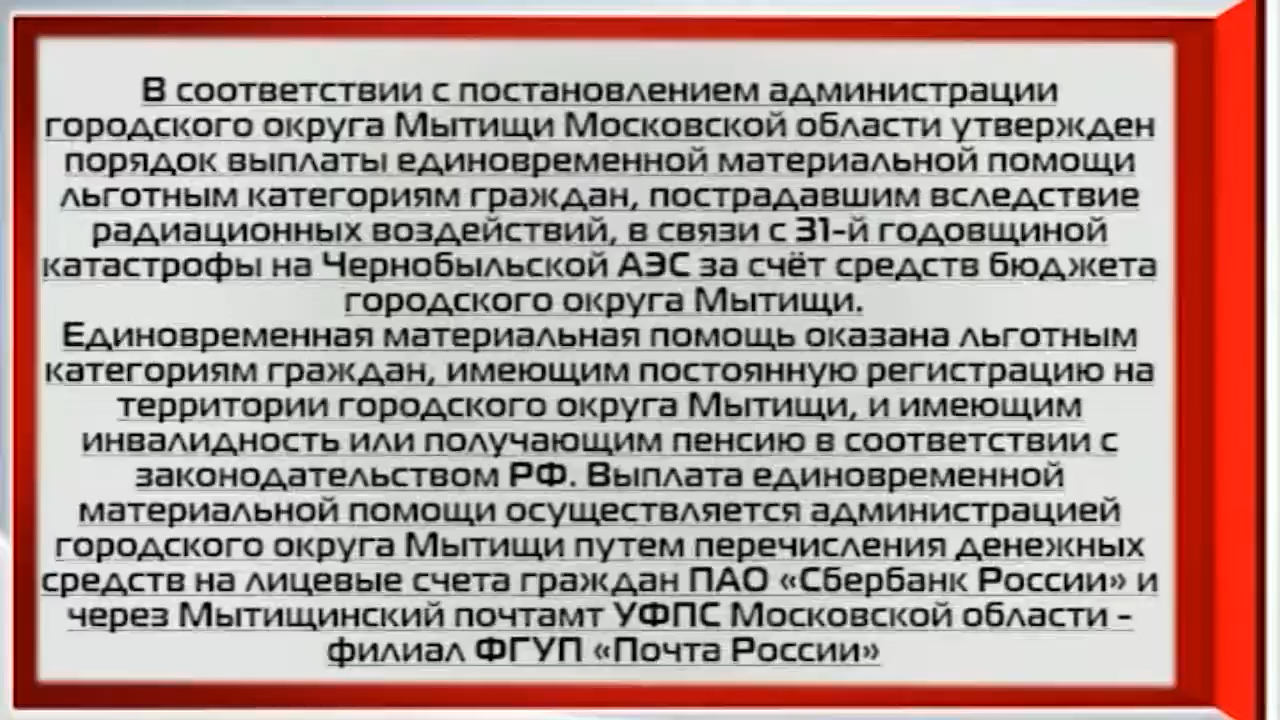 В соответствии с постановлением администрации
городского округа Мытищи Московской области утвержден
порядок выплаты единовременной материальной помощи
льготным категориям граждан, пострадавшим вследствие
радиационных воздействий, в связи с 31-й годовщиной
катастрофы на Чернобыльской АЭС за счёт средств бюджета
городского округа Мытищи.
Единовременная материальная помощь оказана льготным
категориям граждан, имеющим постоянную регистрацию на
территории городского округа Мытищи, и имеющим
инвалидность или получающим пенсию в соответствии с
законодательством РФ. Выплата единовременной
материальной помощи осуществляется администрацией
городского округа Мытищи путем перечисления денежных
средств на лицевые счета граждан ПАО «Сбербанк России» и
через Мытищинский почтамт УФПС Московской области -
филиал ФГУП «Почта России»